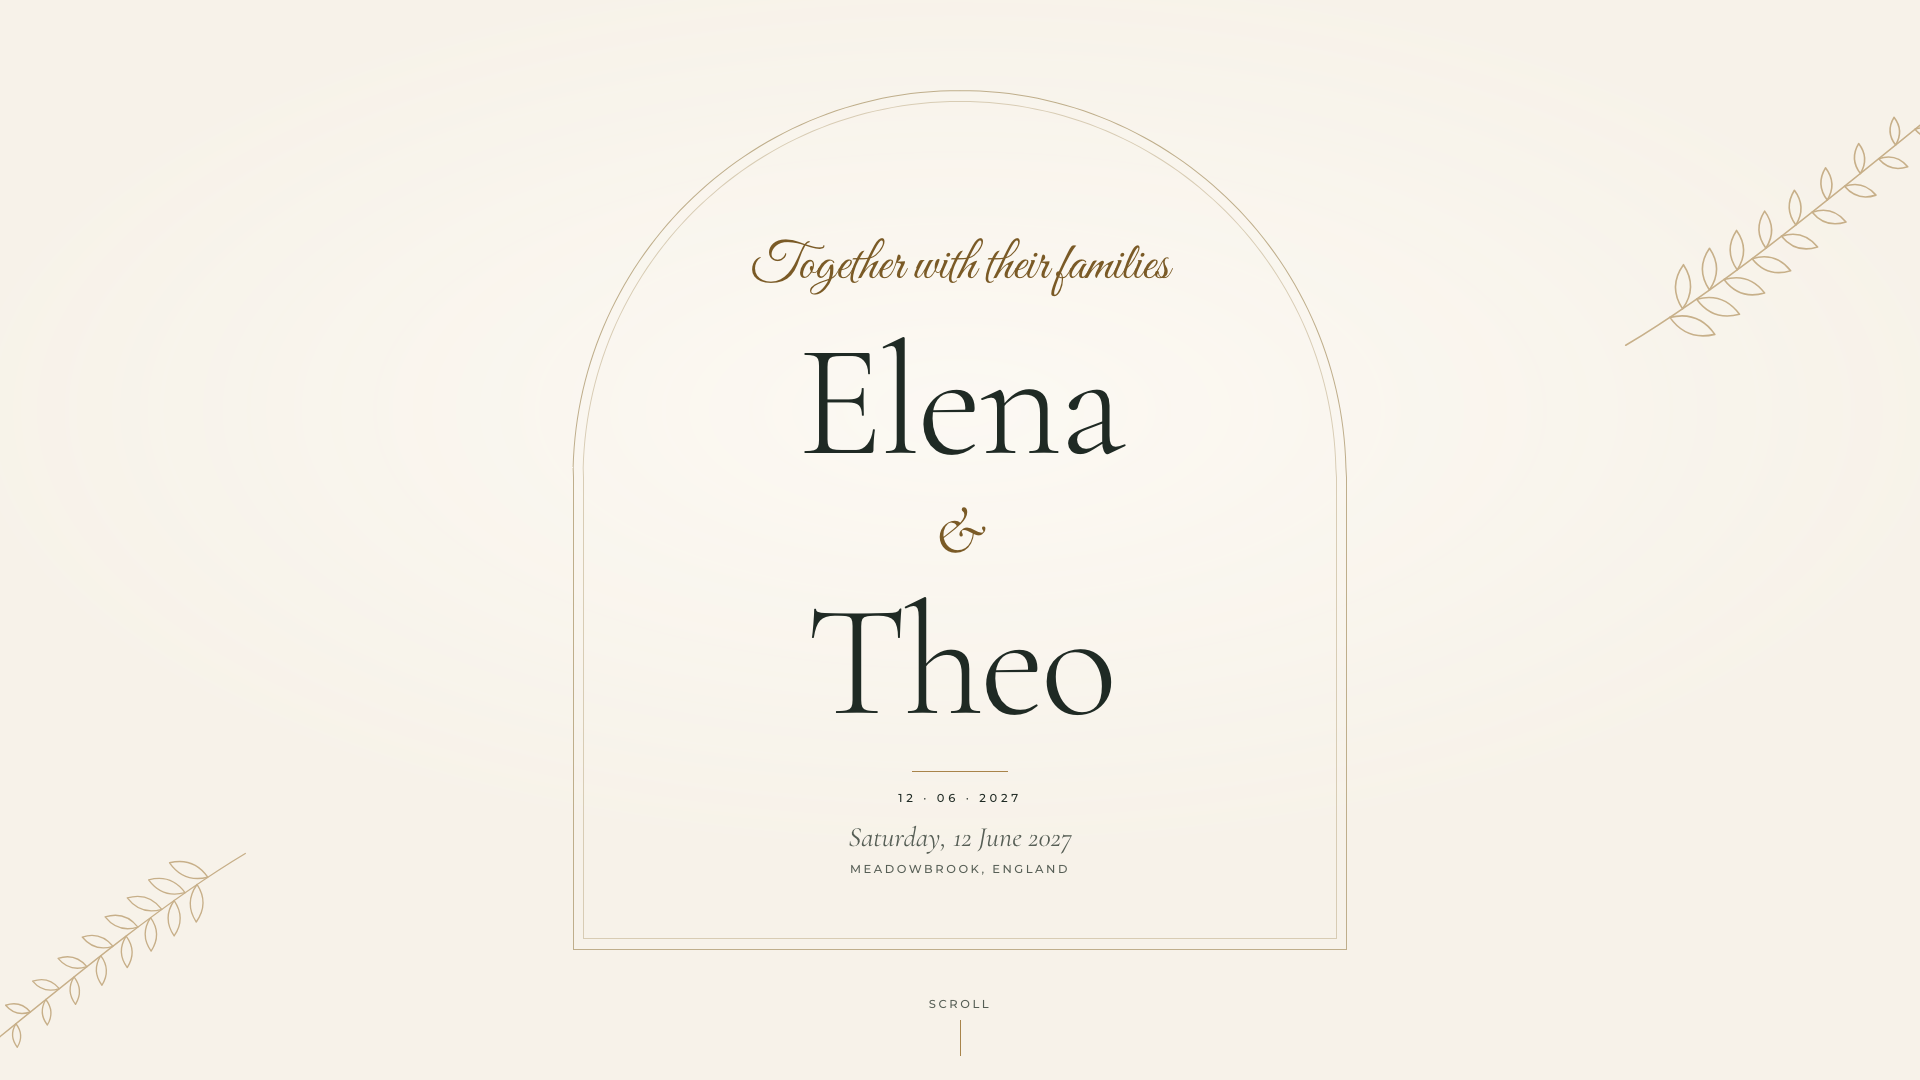 Together with their families
Elena
&
Theo
12 · 06 · 2027
Saturday, 12 June 2027
MEADOWBROOK, ENGLAND
SCROLL